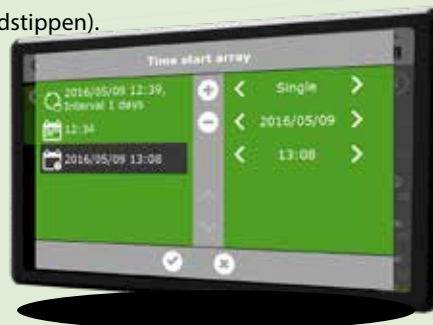 dstippen).
Time start array
2016/05/09 12:39,
Interval 1 days
12:34
2016/05/09 13:08
Single
2016/05/09
13:08